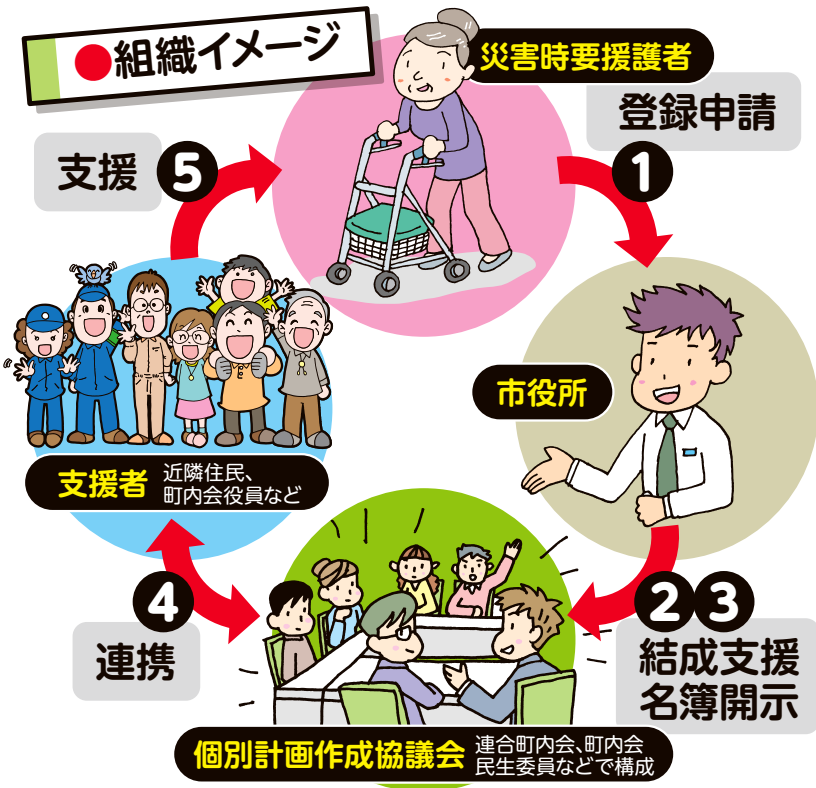 ●組織イメージ
災害時要援護者
登録申請
1
市役所
23
結成支援
名簿開示
個別計画作成協議会
連合町内会、町内会
民生委員などで構成
4
連携
支援者
近隣住民、
町内会役員など
支援 5